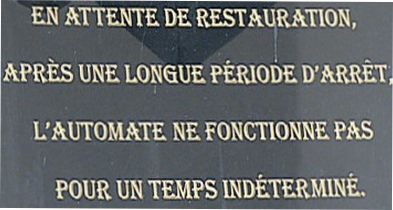 EN ATTENTE DE RESTAURATION,
APRÈS UNE LONGUE PÉRIODE D'ARRÊT,
L'AUTOMATE NE FONCTIONNE PAS
POUR UN TEMPS INDÉTERMINÉ.